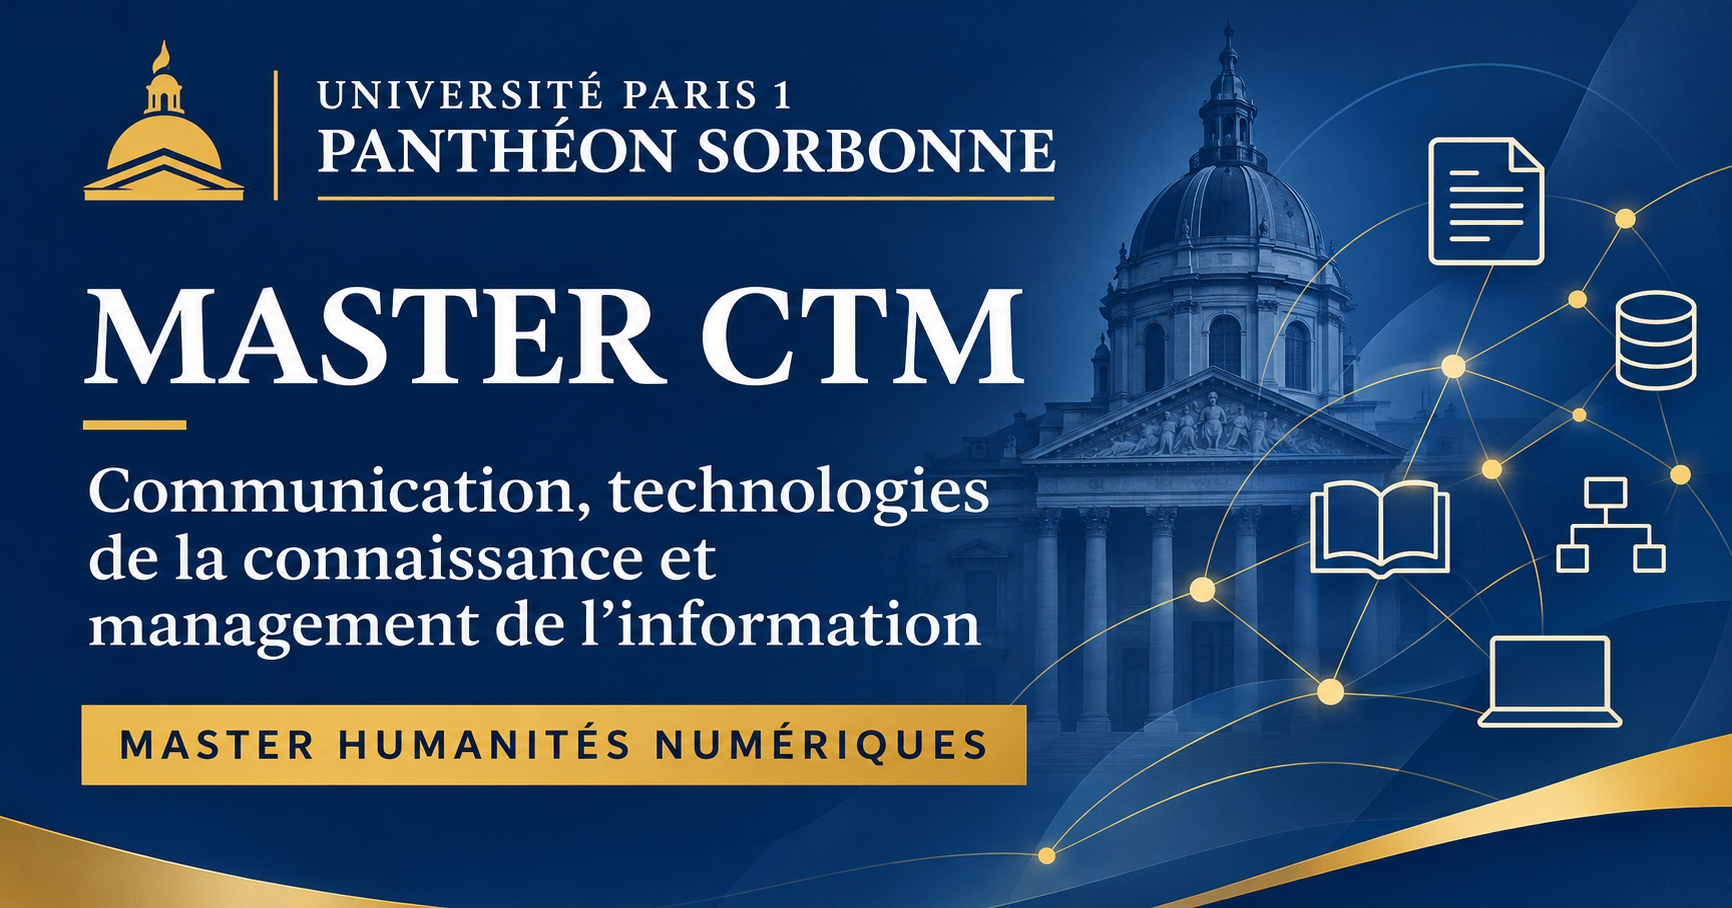 UNIVERSITÉ PARIS 1
PANTHÉON SORBONNE
MASTER CTM
Communication, technologies
de la connaissance et
management de l’information
MASTER HUMANITÉS NUMÉRIQUES